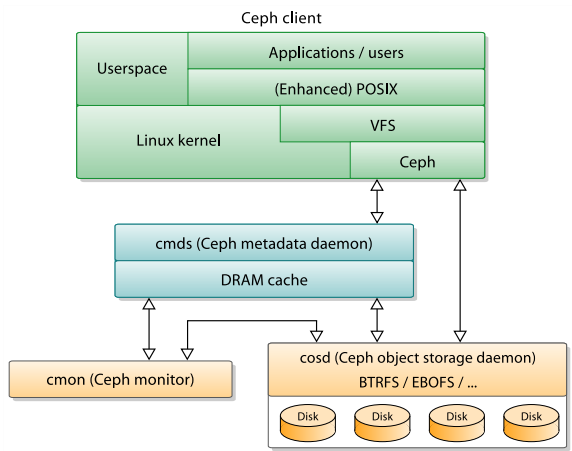 Ceph client
Userspace
Applications / users
(Enhanced) POSIX
Linux kernel
VFS
Ceph
cmds (Ceph metadata daemon)
DRAM cache
cmon (Ceph monitor)
cosd (Ceph object storage daemon)
BTRFS / EBOFS / ...
Disk
Disk
Disk
Disk